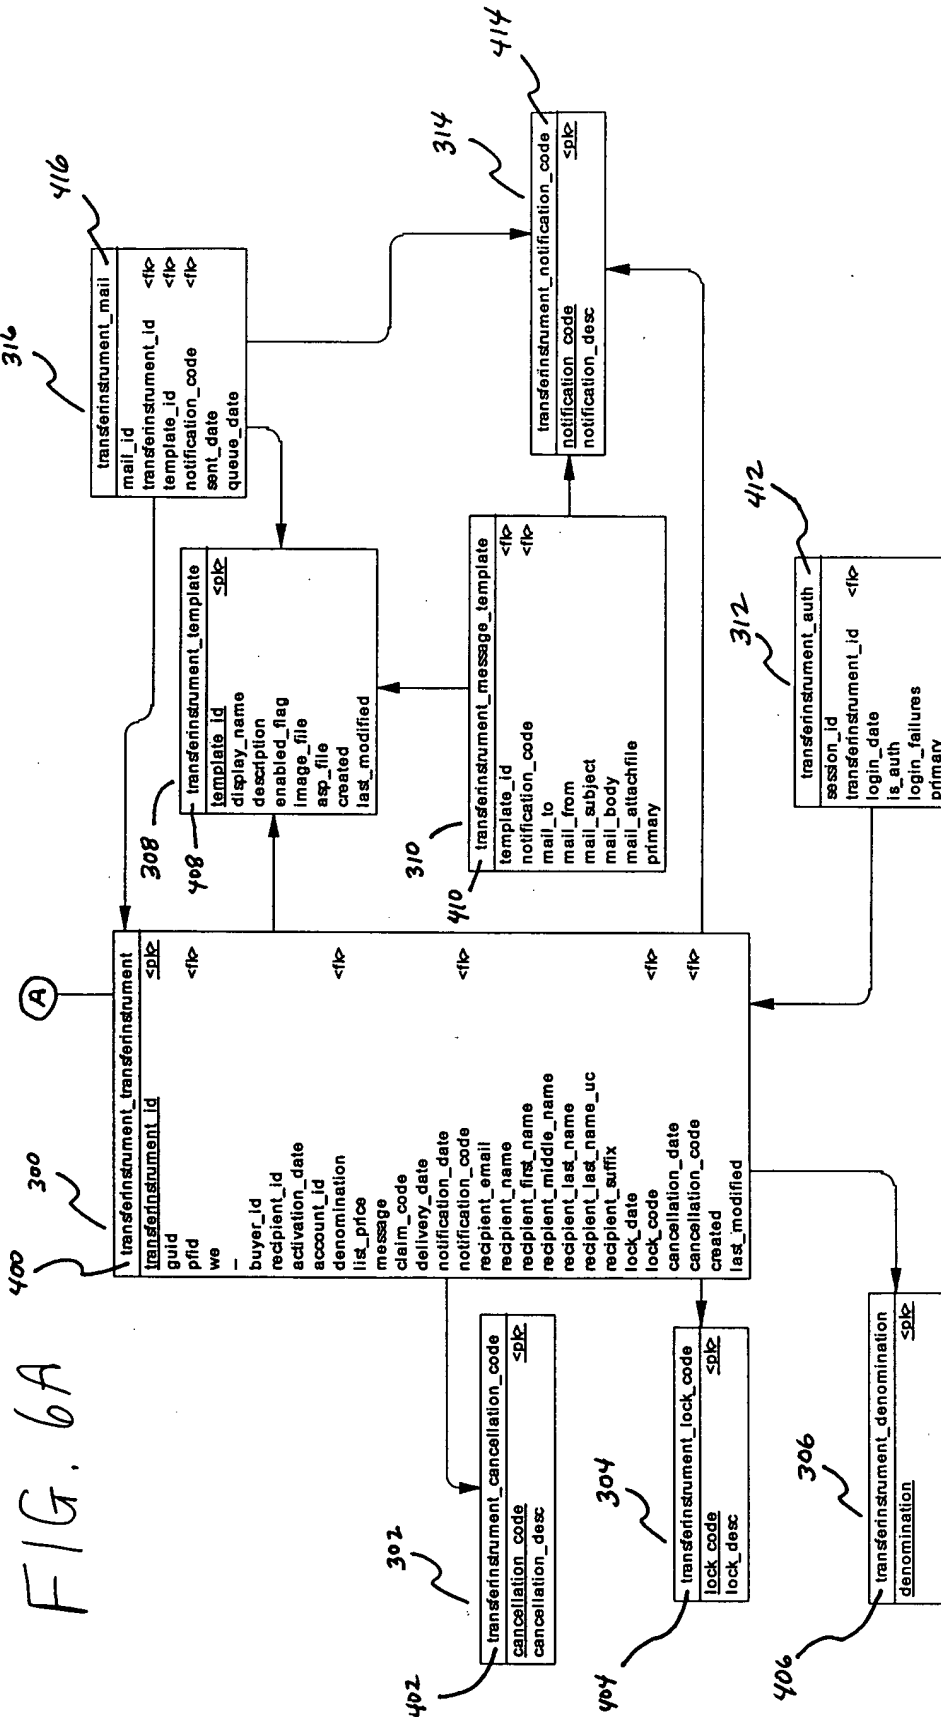 FIG. 6A
A
400
300
transferinstrument_transferinstrument
transferinstrument_id <pk>
guid
pfid <fk>
we
_
buyer_id
recipient_id
activation_date
account_id
denomination <fk>
list_price
message
claim_code
delivery_date
notification_date
notification_code <fk>
recipient_email
recipient_name
recipient_first_name
recipient_middle_name
recipient_last_name
recipient_last_name_uc
recipient_suffix
lock_date
lock_code <fk>
cancellation_date
cancellation_code <fk>
created
last_modified
402
302
transferinstrument_cancellation_code
cancellation_code <pk>
cancellation_desc
404
304
transferinstrument_lock_code
lock_code <pk>
lock_desc
406
306
transferinstrument_denomination
denomination <pk>
308
408
transferinstrument_template
template_id <pk>
display_name
description
enabled_flag
image_file
asp_file
created
last_modified
310
410
transferinstrument_message_template
template_id <fk>
notification_code <fk>
mail_to
mail_from
mail_subject
mail_body
mail_attachfile
primary
312
412
transferinstrument_auth
session_id
transferinstrument_id <fk>
login_date
is_auth
login_failures
primary
316
416
transferinstrument_mail
mail_id
transferinstrument_id <fk>
template_id <fk>
notification_code <fk>
sent_date
queue_date
314
414
transferinstrument_notification_code
notification_code <pk>
notification_desc